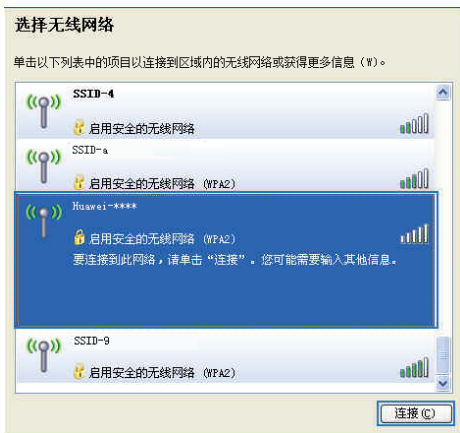 选择无线网络
单击以下列表中的项目以连接到区域内的无线网络或获得更多信息（W）。
SSID-4
启用安全的无线网络
SSID-a
启用安全的无线网络 (WPA2)
Huawei-****
启用安全的无线网络 (WPA2)
要连接到此网络，请单击“连接”。您可能需要输入其他信息。
SSID-9
启用安全的无线网络 (WPA2)
连接(C)